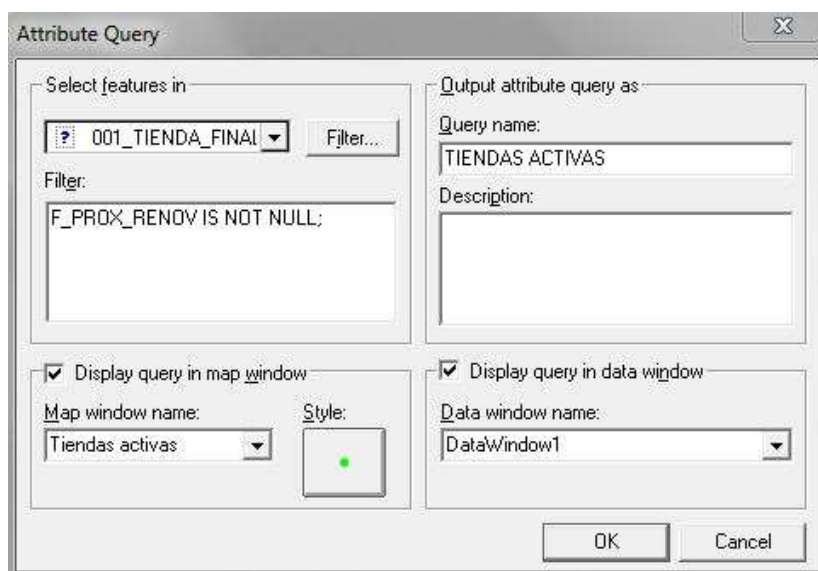 Attribute Query
Select features in
001_TIENDA_FINAL
Filter...
Filter:
F_PROX_RENOV IS NOT NULL;
Output attribute query as
Query name:
TIENDAS ACTIVAS
Description:
Display query in map window
Map window name:
Tiendas activas
Style:
Display query in data window
Data window name:
DataWindow1
OK
Cancel